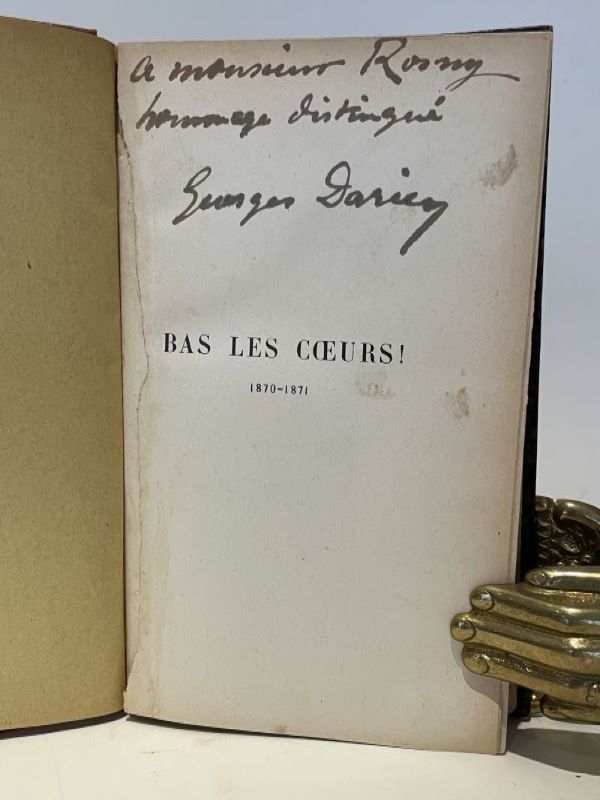 a monsieur Rosny
hommage distingué
Georges Darien
BAS LES CŒURS!
1870-1871